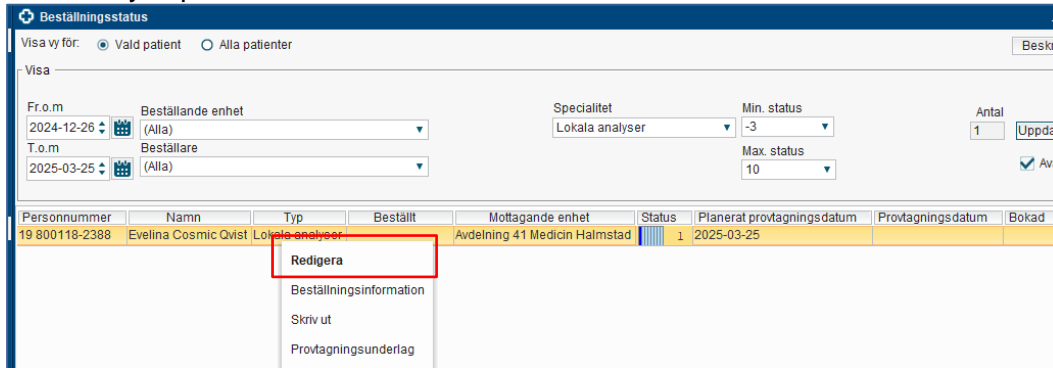 Beställningsstatus
Visa vy för: Vald patient Alla patienter
Visa
Fr.o.m Beställande enhet Specialitet Min. status Antal
2024-12-26 (Alla) Lokala analyser -3 1
T.o.m Beställare Max. status
2025-03-25 (Alla) 10
Personnummer Namn Typ Beställt Mottagande enhet Status Planerat provtagningsdatum Provtagningsdatum Bokad
19 800118-2388 Evelina Cosmic Qvist Lokala analyser Avdelning 41 Medicin Halmstad 1 2025-03-25
Redigera
Beställningsinformation
Skriv ut
Provtagningsunderlag